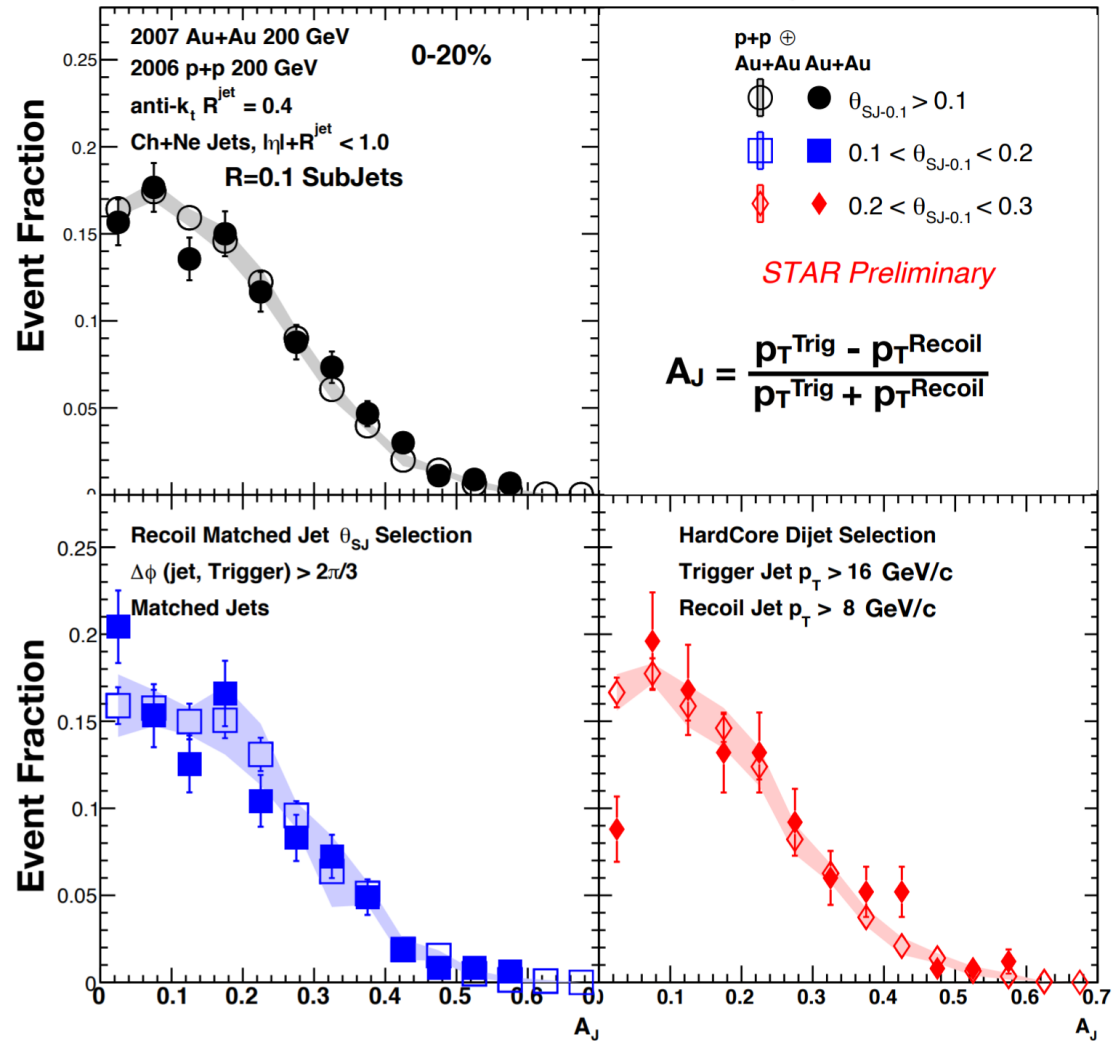 2007 Au+Au 200 GeV
0-20%
2006 p+p 200 GeV
anti-k_t R^jet = 0.4
Ch+Ne Jets, |η|+R^jet < 1.0
R=0.1 SubJets
Event Fraction
0.25
0.2
0.15
0.1
0.05
0
p+p ⊕
Au+Au Au+Au
θ_SJ-0.1 > 0.1
0.1 < θ_SJ-0.1 < 0.2
0.2 < θ_SJ-0.1 < 0.3
STAR Preliminary
A_J = (p_T^Trig - p_T^Recoil) / (p_T^Trig + p_T^Recoil)
Recoil Matched Jet θ_SJ Selection
Δϕ (jet, Trigger) > 2π/3
Matched Jets
Event Fraction
0.25
0.2
0.15
0.1
0.05
0
0 0.1 0.2 0.3 0.4 0.5 0.6
A_J
HardCore Dijet Selection
Trigger Jet p_T > 16 GeV/c
Recoil Jet p_T > 8 GeV/c
0.1 0.2 0.3 0.4 0.5 0.6 0.7
A_J